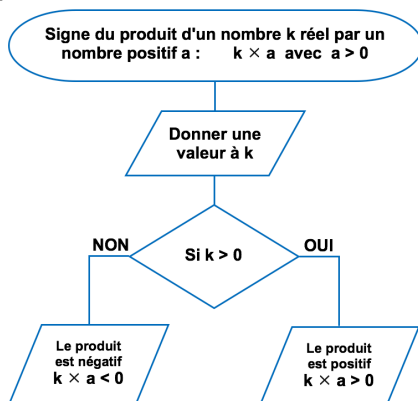 Signe du produit d'un nombre k réel par un
nombre positif a : k × a avec a > 0
Donner une
valeur à k
NON
Si k > 0
OUI
Le produit
est négatif
k × a < 0
Le produit
est positif
k × a > 0